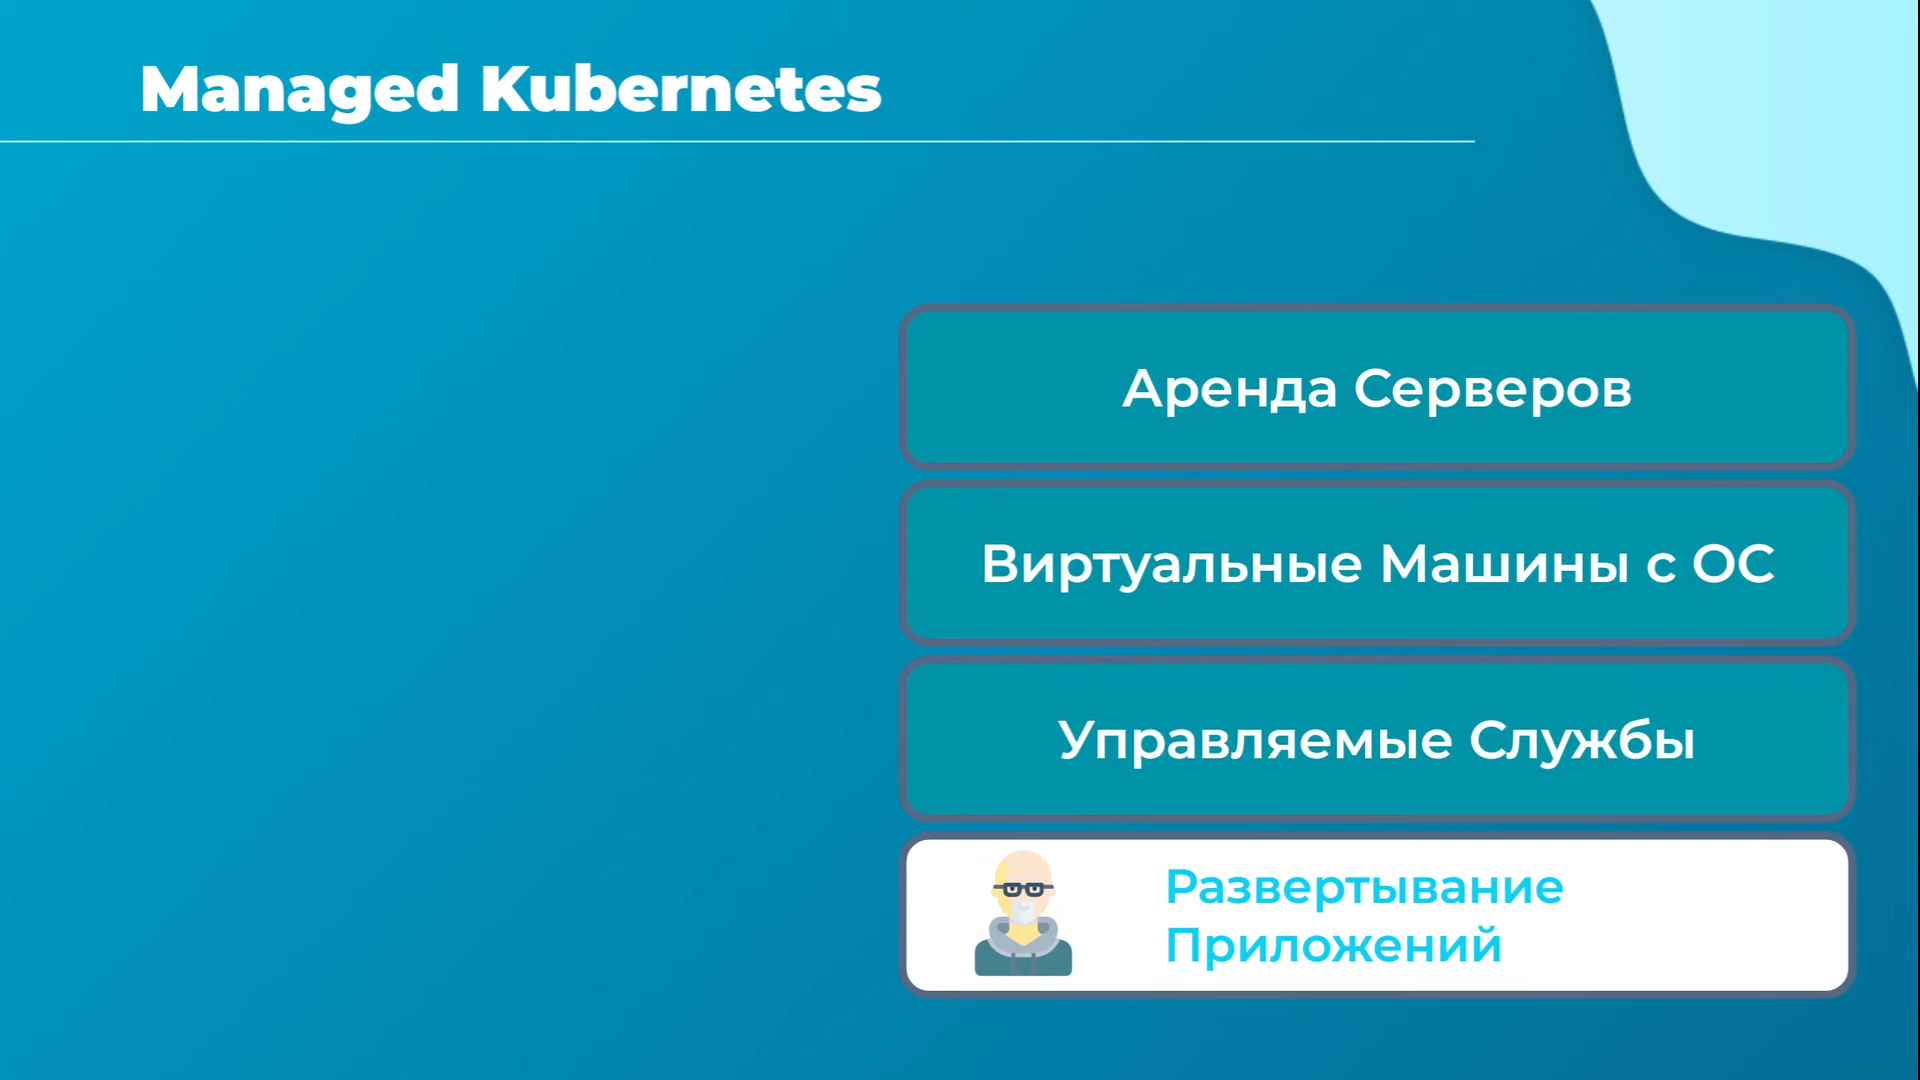 Managed Kubernetes
Аренда Серверов
Виртуальные Машины с ОС
Управляемые Службы
Развертывание
Приложений